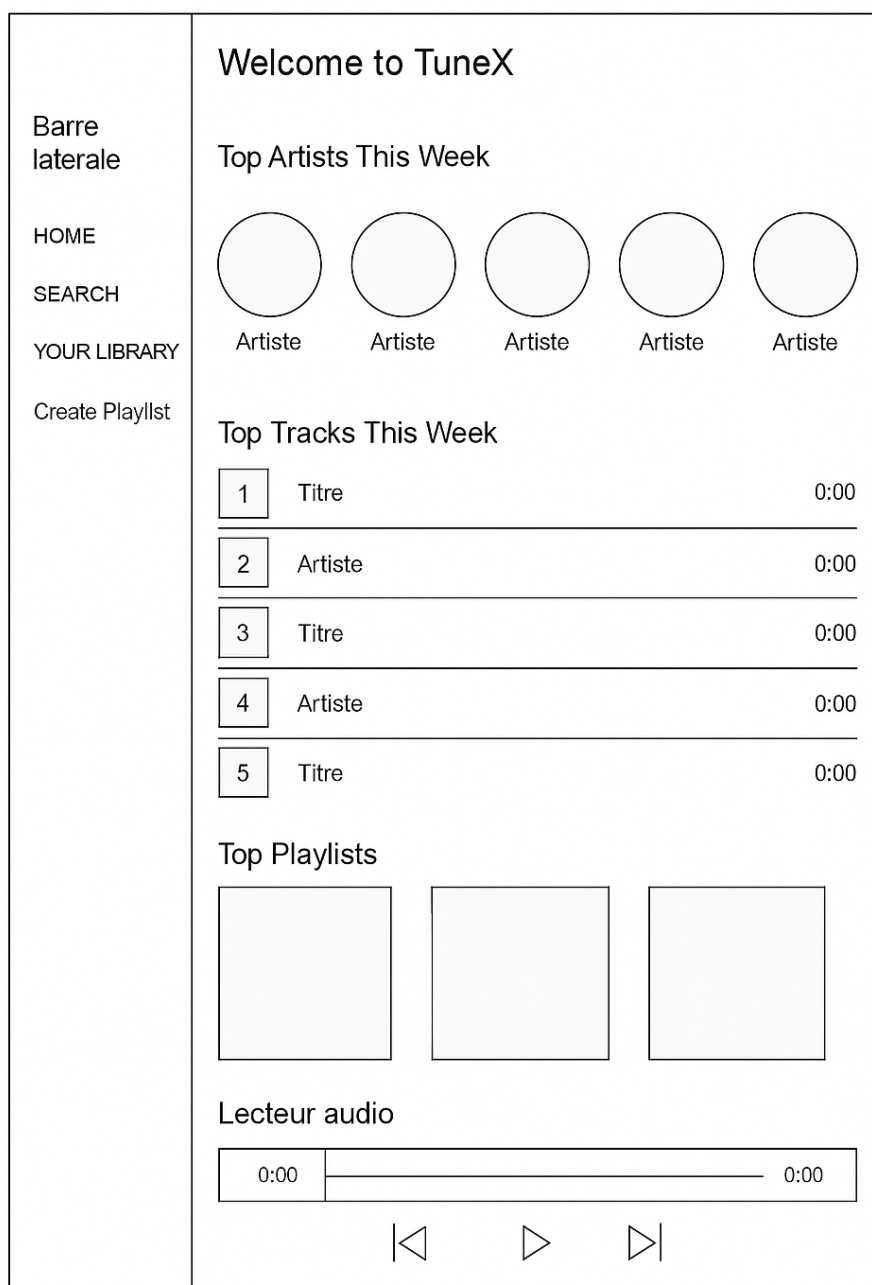 Barre
laterale
HOME
SEARCH
YOUR LIBRARY
Create Playllst
Welcome to TuneX
Top Artists This Week
Artiste Artiste Artiste Artiste Artiste
Top Tracks This Week
1 Titre 0:00
2 Artiste 0:00
3 Titre 0:00
4 Artiste 0:00
5 Titre 0:00
Top Playlists
Lecteur audio
0:00 0:00